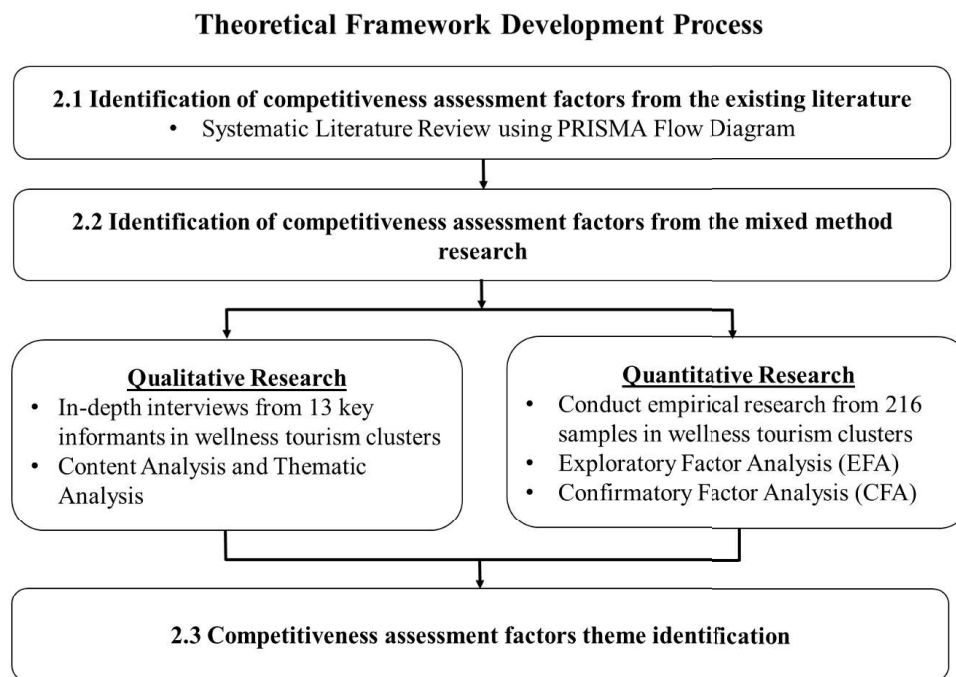 Theoretical Framework Development Process
2.1 Identification of competitiveness assessment factors from the existing literature
• Systematic Literature Review using PRISMA Flow Diagram
2.2 Identification of competitiveness assessment factors from the mixed method
research
Qualitative Research
• In-depth interviews from 13 key
informants in wellness tourism clusters
• Content Analysis and Thematic
Analysis
Quantitative Research
• Conduct empirical research from 216
samples in wellness tourism clusters
• Exploratory Factor Analysis (EFA)
• Confirmatory Factor Analysis (CFA)
2.3 Competitiveness assessment factors theme identification